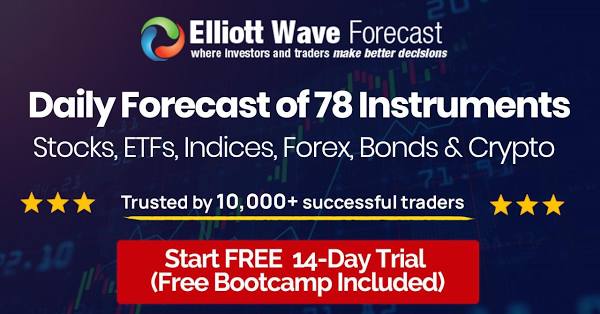 Elliott Wave Forecast
where investors and traders make better decisions
Daily Forecast of 78 Instruments
Stocks, ETFs, Indices, Forex, Bonds & Crypto
Trusted by 10,000+ successful traders
Start FREE 14-Day Trial
(Free Bootcamp Included)